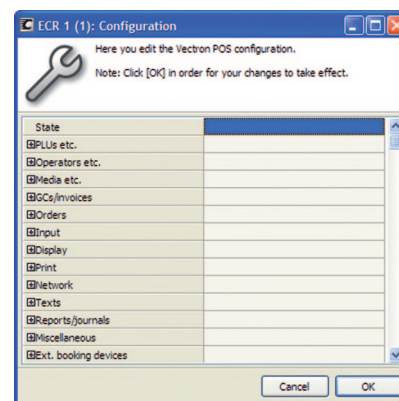 ECR 1 (1): Configuration
Here you edit the Vectron POS configuration.
Note: Click [OK] in order for your changes to take effect.
State
PLUs etc.
Operators etc.
Media etc.
GCs/invoices
Orders
Input
Display
Print
Network
Texts
Reports/journals
Miscellaneous
Ext. booking devices
Cancel
OK